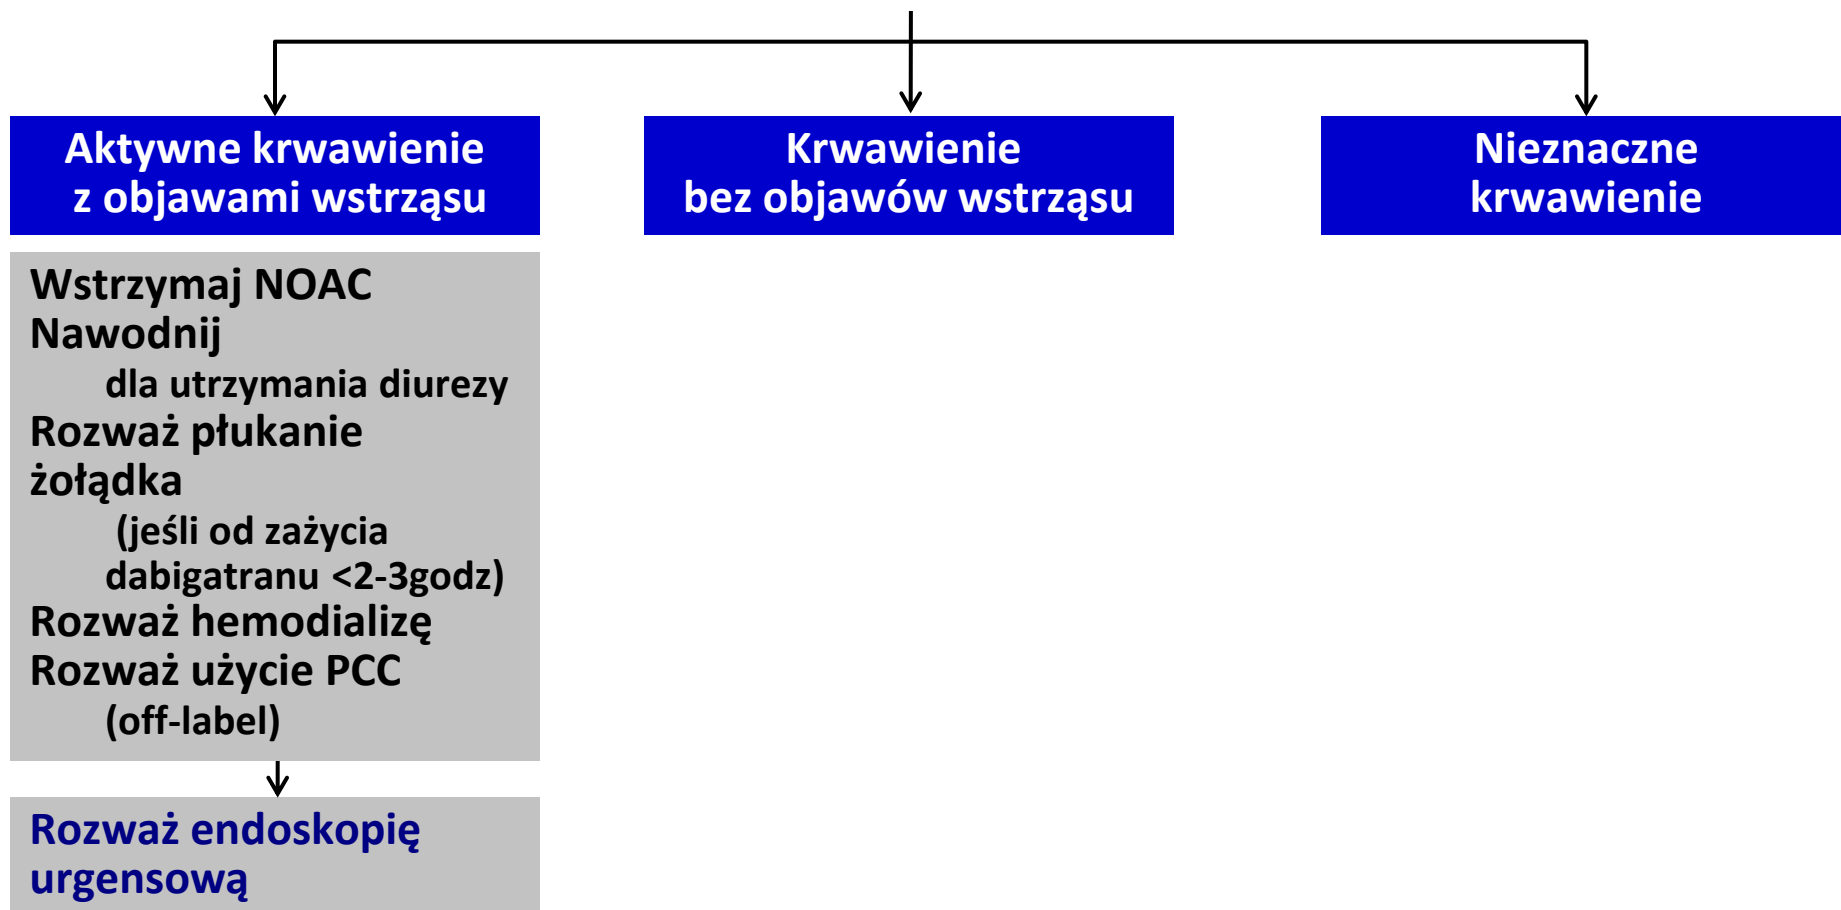 Aktywne krwawienie
z objawami wstrząsu
Krwawienie
bez objawów wstrząsu
Nieznaczne
krwawienie
Wstrzymaj NOAC
Nawodnij
dla utrzymania diurezy
Rozważ płukanie
żołądka
(jeśli od zażycia
dabigatranu <2-3godz)
Rozważ hemodializę
Rozważ użycie PCC
(off-label)
Rozważ endoskopię
urgensową